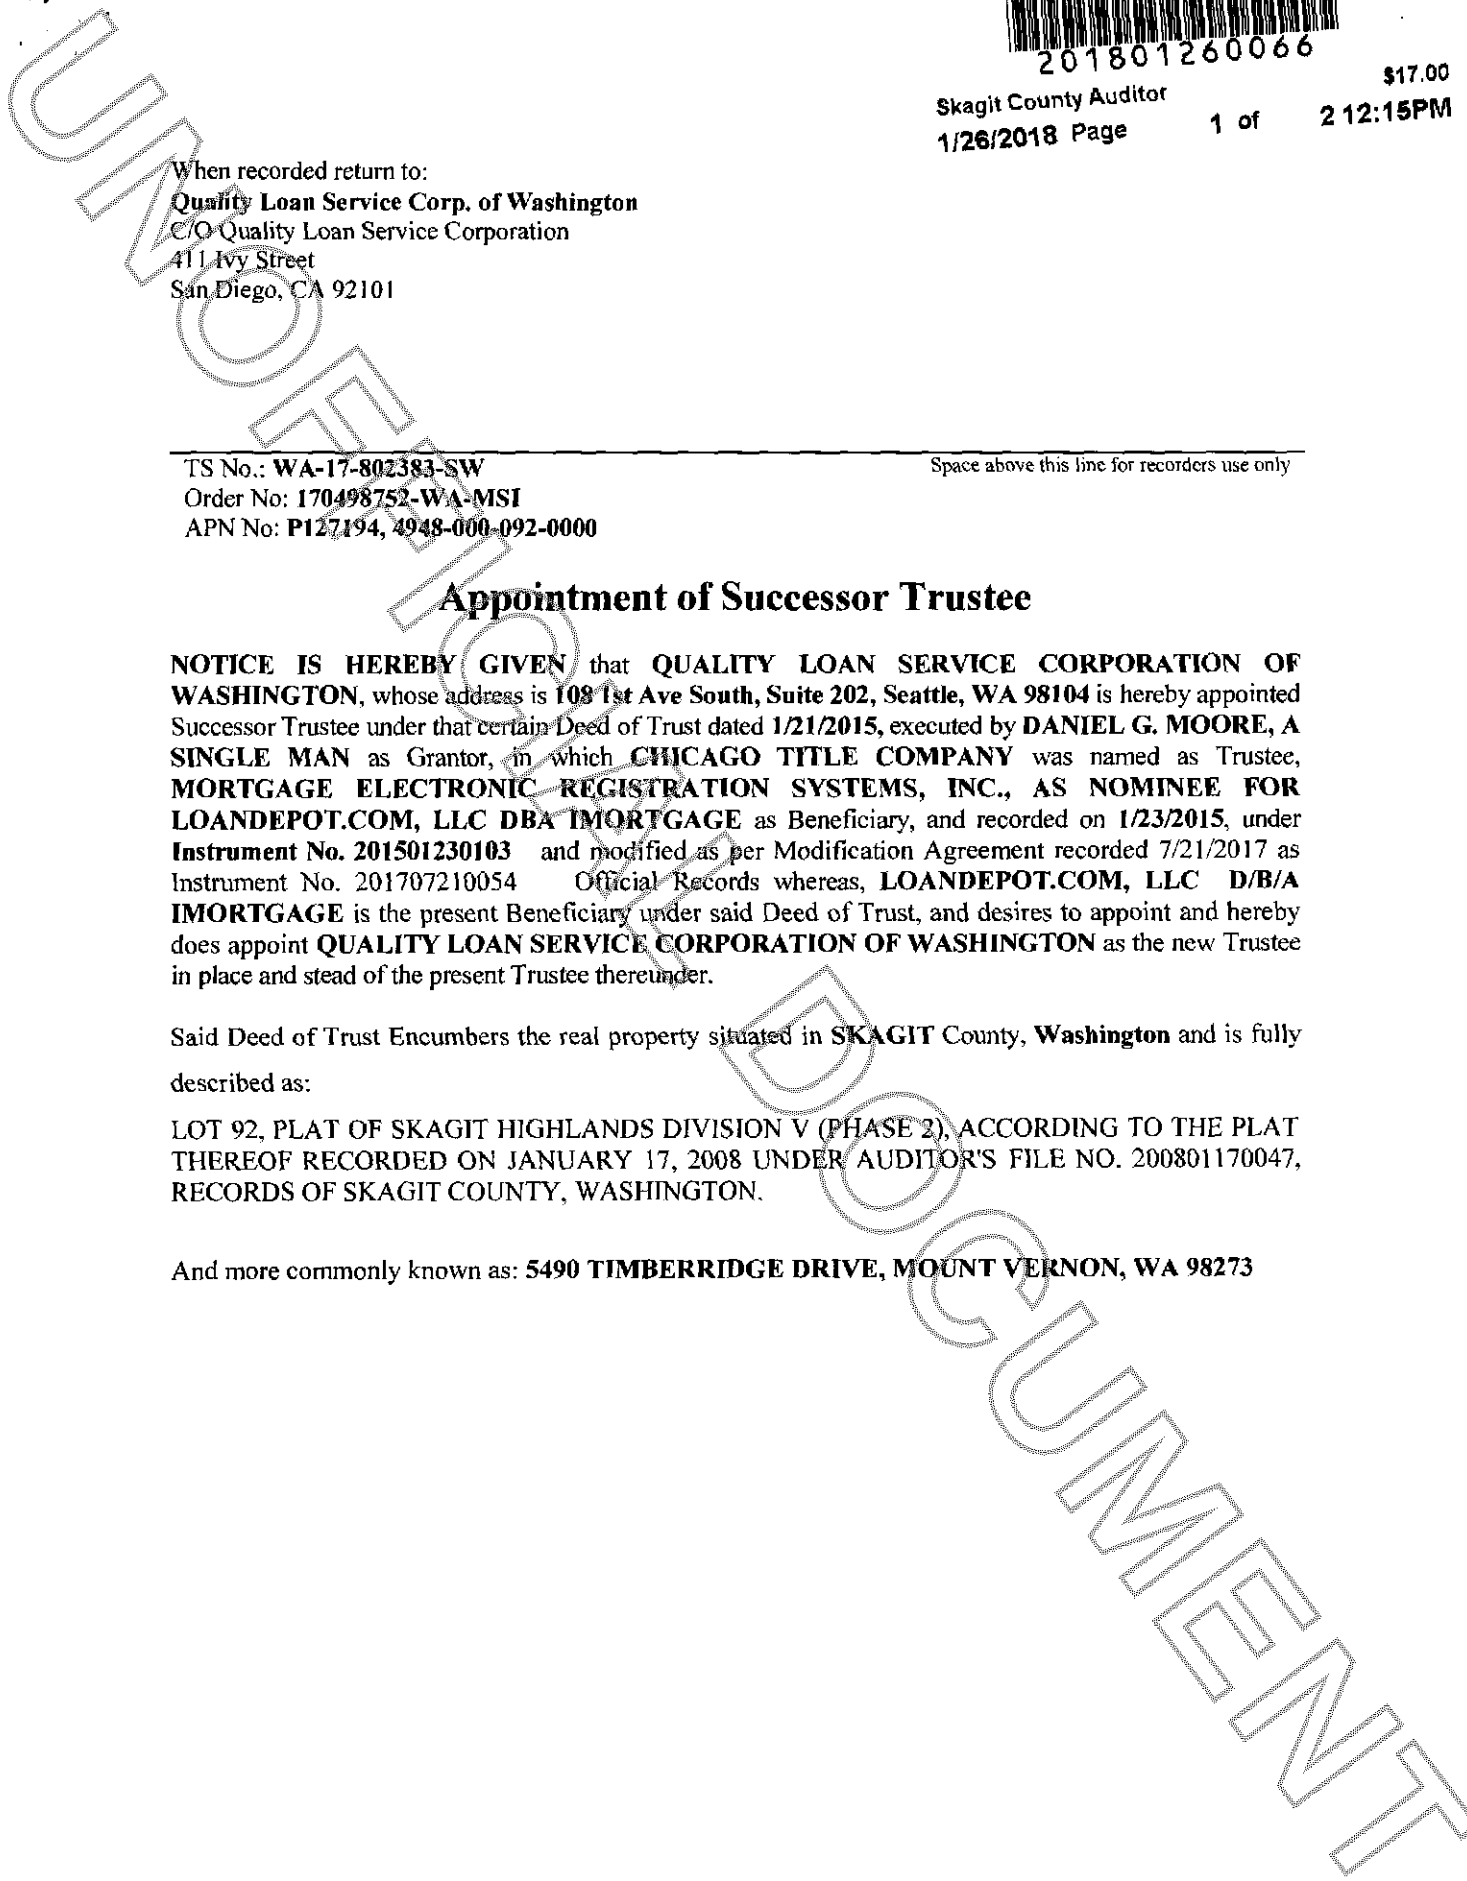 201801260066
$17.00
Skagit County Auditor
1/26/2018 Page 1 of 2 12:15PM
When recorded return to:
Quality Loan Service Corp. of Washington
C/O Quality Loan Service Corporation
411 Ivy Street
San Diego, CA 92101
TS No.: WA-17-802383-SW
Space above this line for recorders use only
Order No: 170498752-WA-MSI
APN No: P127194, 4948-000-092-0000
Appointment of Successor Trustee
NOTICE IS HEREBY GIVEN that QUALITY LOAN SERVICE CORPORATION OF
WASHINGTON, whose address is 108 1st Ave South, Suite 202, Seattle, WA 98104 is hereby appointed
Successor Trustee under that certain Deed of Trust dated 1/21/2015, executed by DANIEL G. MOORE, A
SINGLE MAN as Grantor, in which CHICAGO TITLE COMPANY was named as Trustee,
MORTGAGE ELECTRONIC REGISTRATION SYSTEMS, INC., AS NOMINEE FOR
LOANDEPOT.COM, LLC DBA IMORTGAGE as Beneficiary, and recorded on 1/23/2015, under
Instrument No. 201501230103 and modified as per Modification Agreement recorded 7/21/2017 as
Instrument No. 201707210054 Official Records whereas, LOANDEPOT.COM, LLC D/B/A
IMORTGAGE is the present Beneficiary under said Deed of Trust, and desires to appoint and hereby
does appoint QUALITY LOAN SERVICE CORPORATION OF WASHINGTON as the new Trustee
in place and stead of the present Trustee thereunder.
Said Deed of Trust Encumbers the real property situated in SKAGIT County, Washington and is fully
described as:
LOT 92, PLAT OF SKAGIT HIGHLANDS DIVISION V (PHASE 2), ACCORDING TO THE PLAT
THEREOF RECORDED ON JANUARY 17, 2008 UNDER AUDITOR'S FILE NO. 200801170047,
RECORDS OF SKAGIT COUNTY, WASHINGTON.
And more commonly known as: 5490 TIMBERRIDGE DRIVE, MOUNT VERNON, WA 98273
UNOFFICIAL DOCUMENT